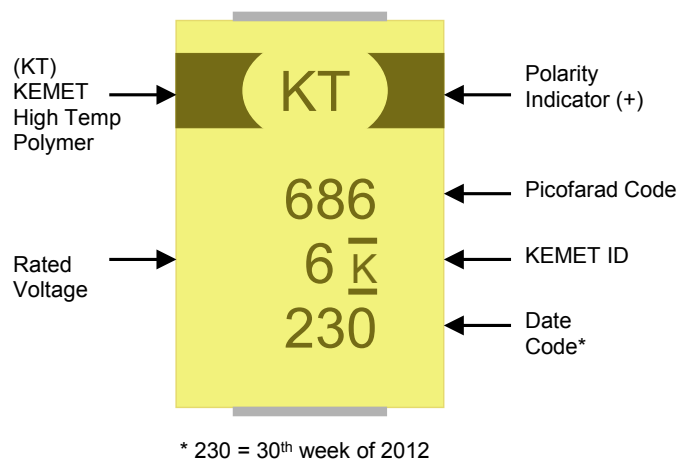 (KT)
KEMET
High Temp
Polymer
KT
Polarity
Indicator (+)
686
Picofarad Code
Rated
Voltage
6 K
KEMET ID
230
Date
Code*
* 230 = 30th week of 2012